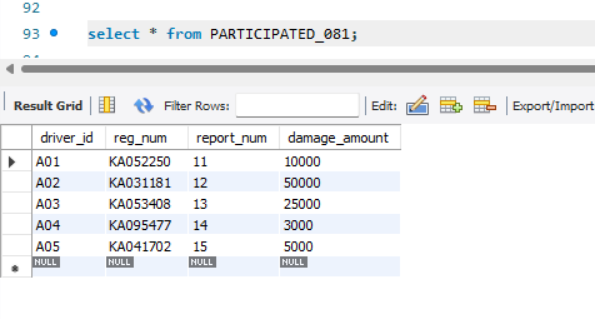 92
93 select * from PARTICIPATED_081;
Result Grid Filter Rows: Edit: Export/Import
driver_id reg_num report_num damage_amount
A01 KA052250 11 10000
A02 KA031181 12 50000
A03 KA053408 13 25000
A04 KA095477 14 3000
A05 KA041702 15 5000
NULL NULL NULL NULL